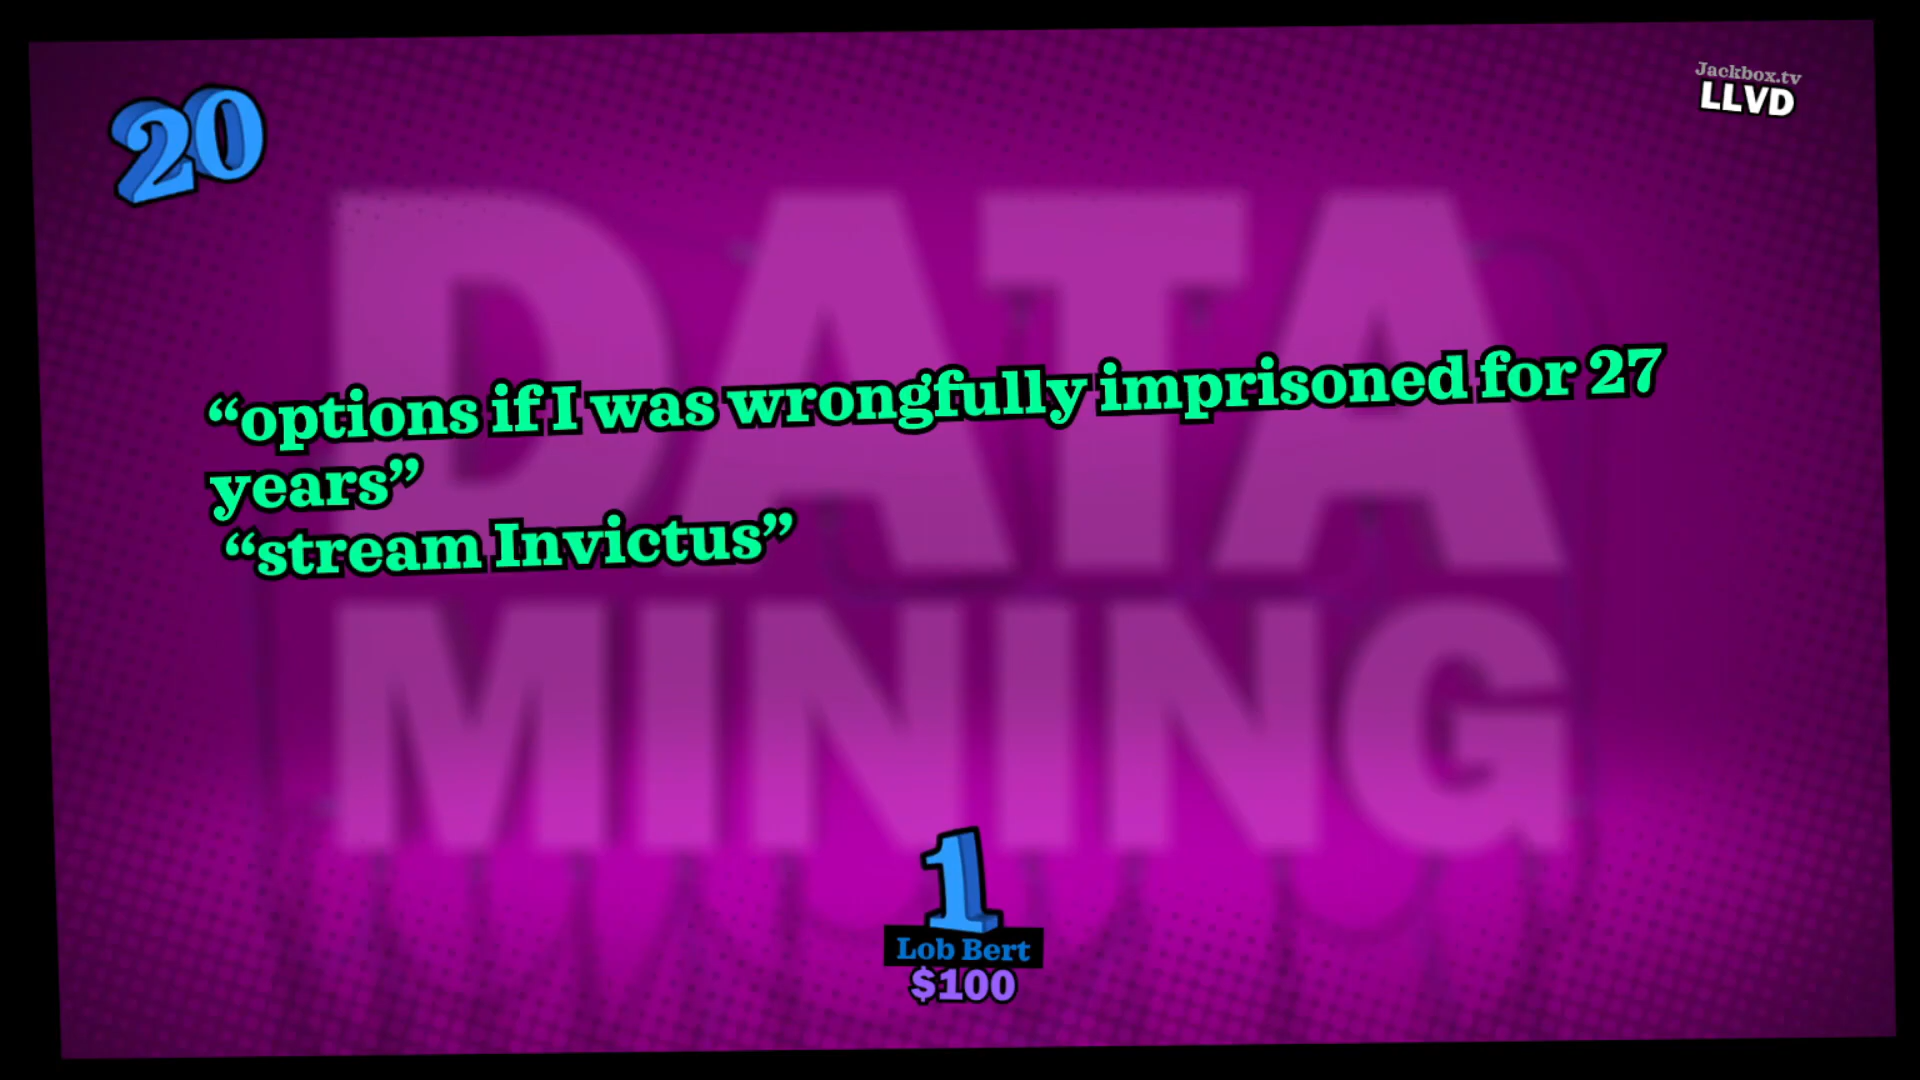 20
Jackbox.tv
LLVD
DATA
MINING
“options if I was wrongfully imprisoned for 27
years”
“stream Invictus”
1
Lob Bert
$100